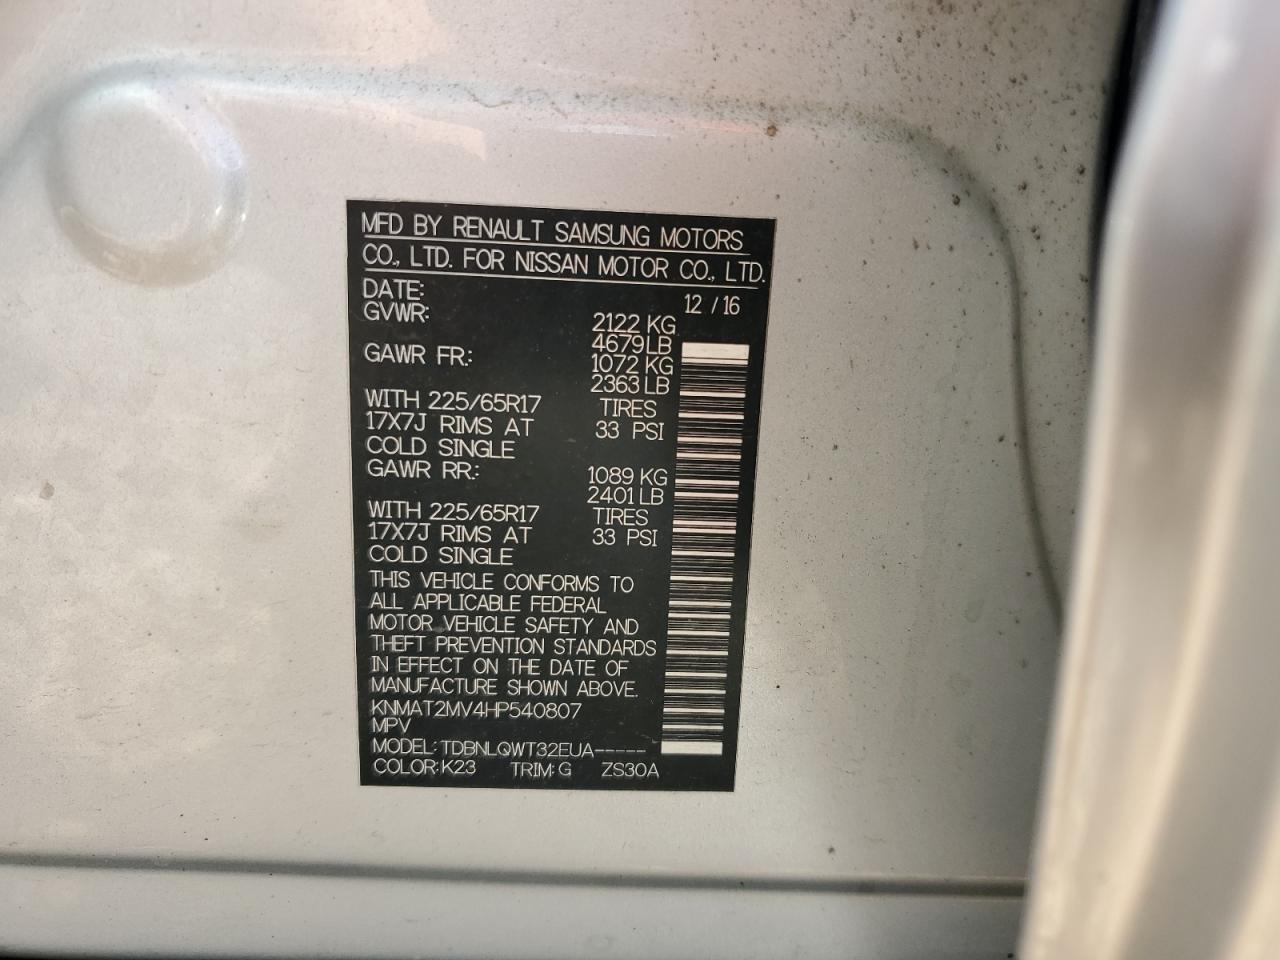 MFD BY RENAULT SAMSUNG MOTORS
CO., LTD. FOR NISSAN MOTOR CO., LTD.
DATE: 12 / 16
GVWR: 2122 KG
4679 LB
GAWR FR.: 1072 KG
2363 LB
WITH 225/65R17 TIRES
17X7J RIMS AT 33 PSI
COLD SINGLE
GAWR RR.: 1089 KG
2401 LB
WITH 225/65R17 TIRES
17X7J RIMS AT 33 PSI
COLD SINGLE
THIS VEHICLE CONFORMS TO
ALL APPLICABLE FEDERAL
MOTOR VEHICLE SAFETY AND
THEFT PREVENTION STANDARDS
IN EFFECT ON THE DATE OF
MANUFACTURE SHOWN ABOVE.
KNMAT2MV4HP540807
MPV
MODEL: TDBNLQWT32EUA-----
COLOR: K23 TRIM: G ZS30A